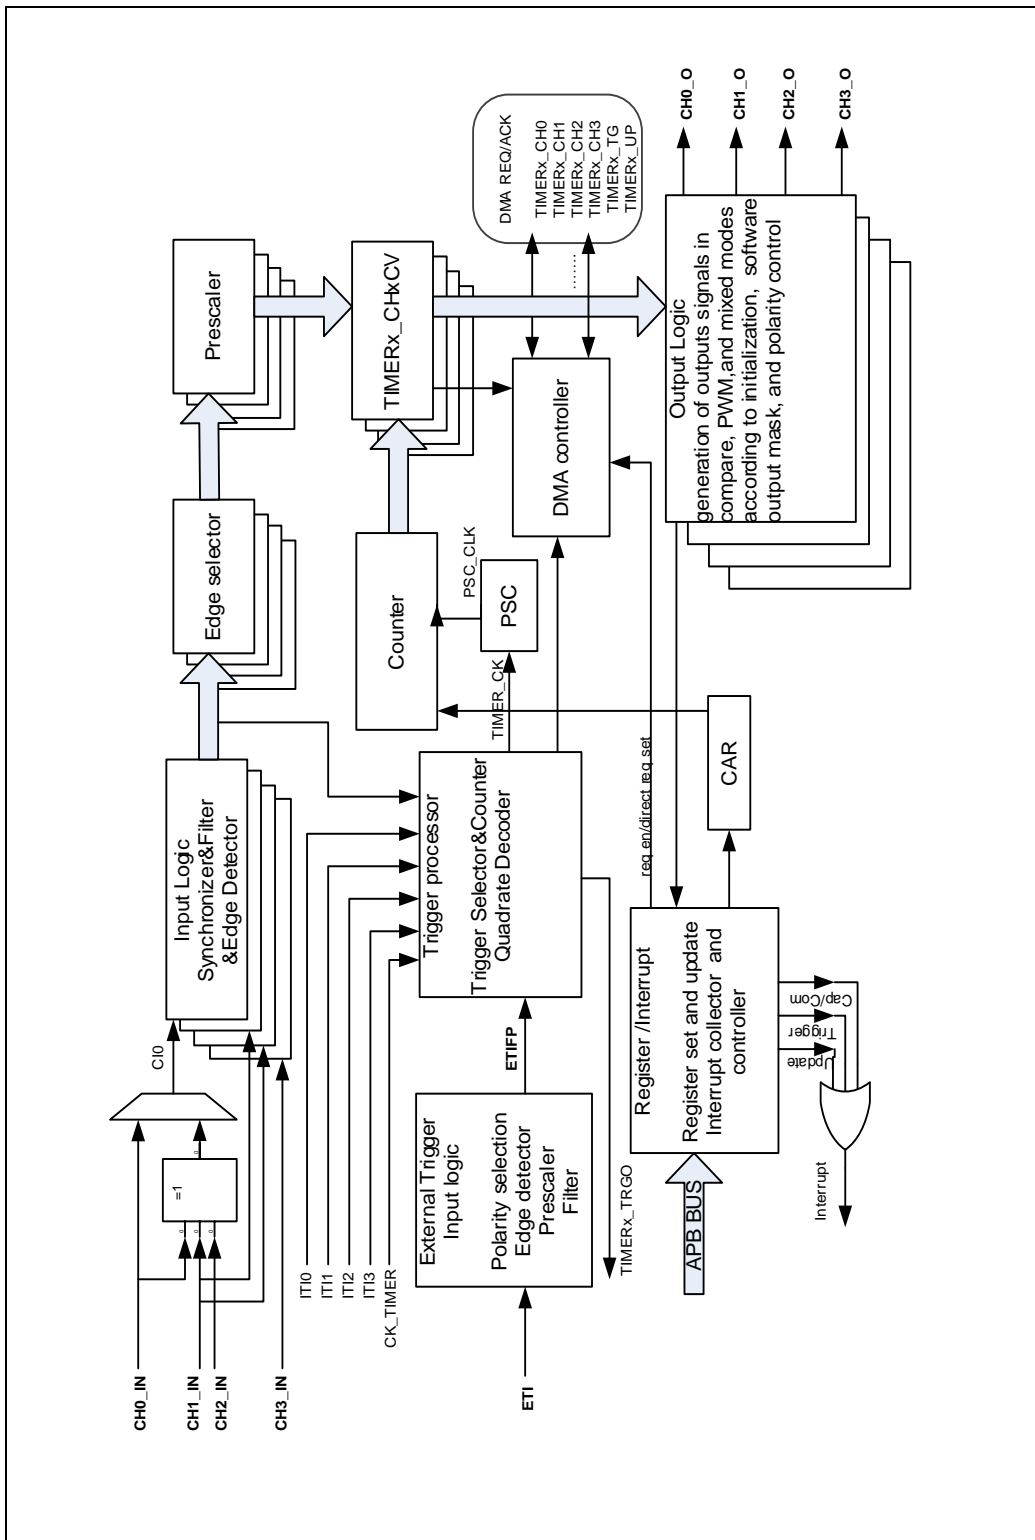 CH0_IN
CH1_IN
CH2_IN
CH3_IN
=1
CI0
Input Logic
Synchronizer&Filter
&Edge Detector
Edge selector
Prescaler
ITI0
ITI1
ITI2
ITI3
CK_TIMER
Trigger processor
Trigger Selector&Counter
Quadrate Decoder
Counter
TIMERx_CHxCV
TIMER_CK
PSC
PSC_CLK
DMA controller
DMA REQ/ACK
TIMERx_CH0
TIMERx_CH1
TIMERx_CH2
TIMERx_CH3
TIMERx_TG
TIMERx_UP
.......
ETI
External Trigger
Input logic
Polarity selection
Edge detector
Prescaler
Filter
ETIFP
TIMERx_TRGO
APB BUS
Register /Interrupt
Register set and update
Interrupt collector and
controller
req en/direct req set
CAR
Interrupt
Update
Trigger
Cap/Com
Output Logic
generation of outputs signals in
compare, PWM,and mixed modes
according to initialization, software
output mask, and polarity control
CH0_O
CH1_O
CH2_O
CH3_O